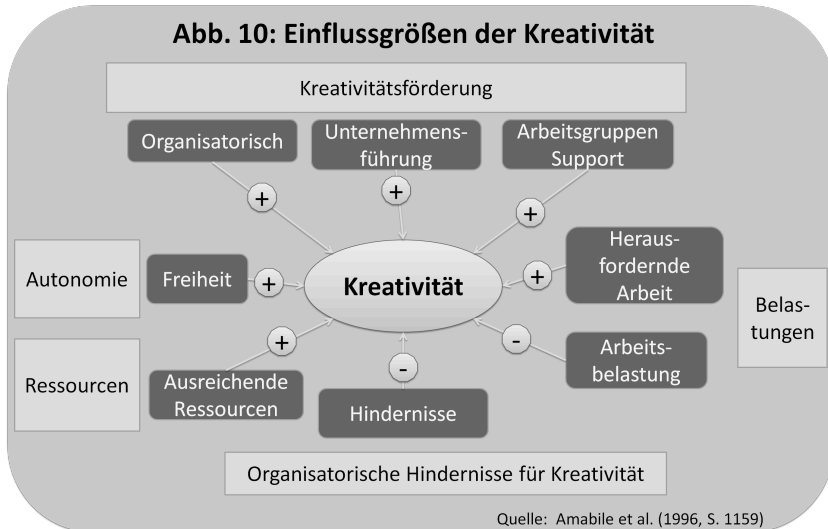 Abb. 10: Einflussgrößen der Kreativität
Kreativitätsförderung
Organisatorisch
Unternehmens-
führung
Arbeitsgruppen
Support
+
+
+
Autonomie
Freiheit
+
Kreativität
+
Heraus-
fordernde
Arbeit
Belas-
tungen
Ressourcen
Ausreichende
Ressourcen
+
-
Hindernisse
-
Arbeits-
belastung
Organisatorische Hindernisse für Kreativität
Quelle: Amabile et al. (1996, S. 1159)